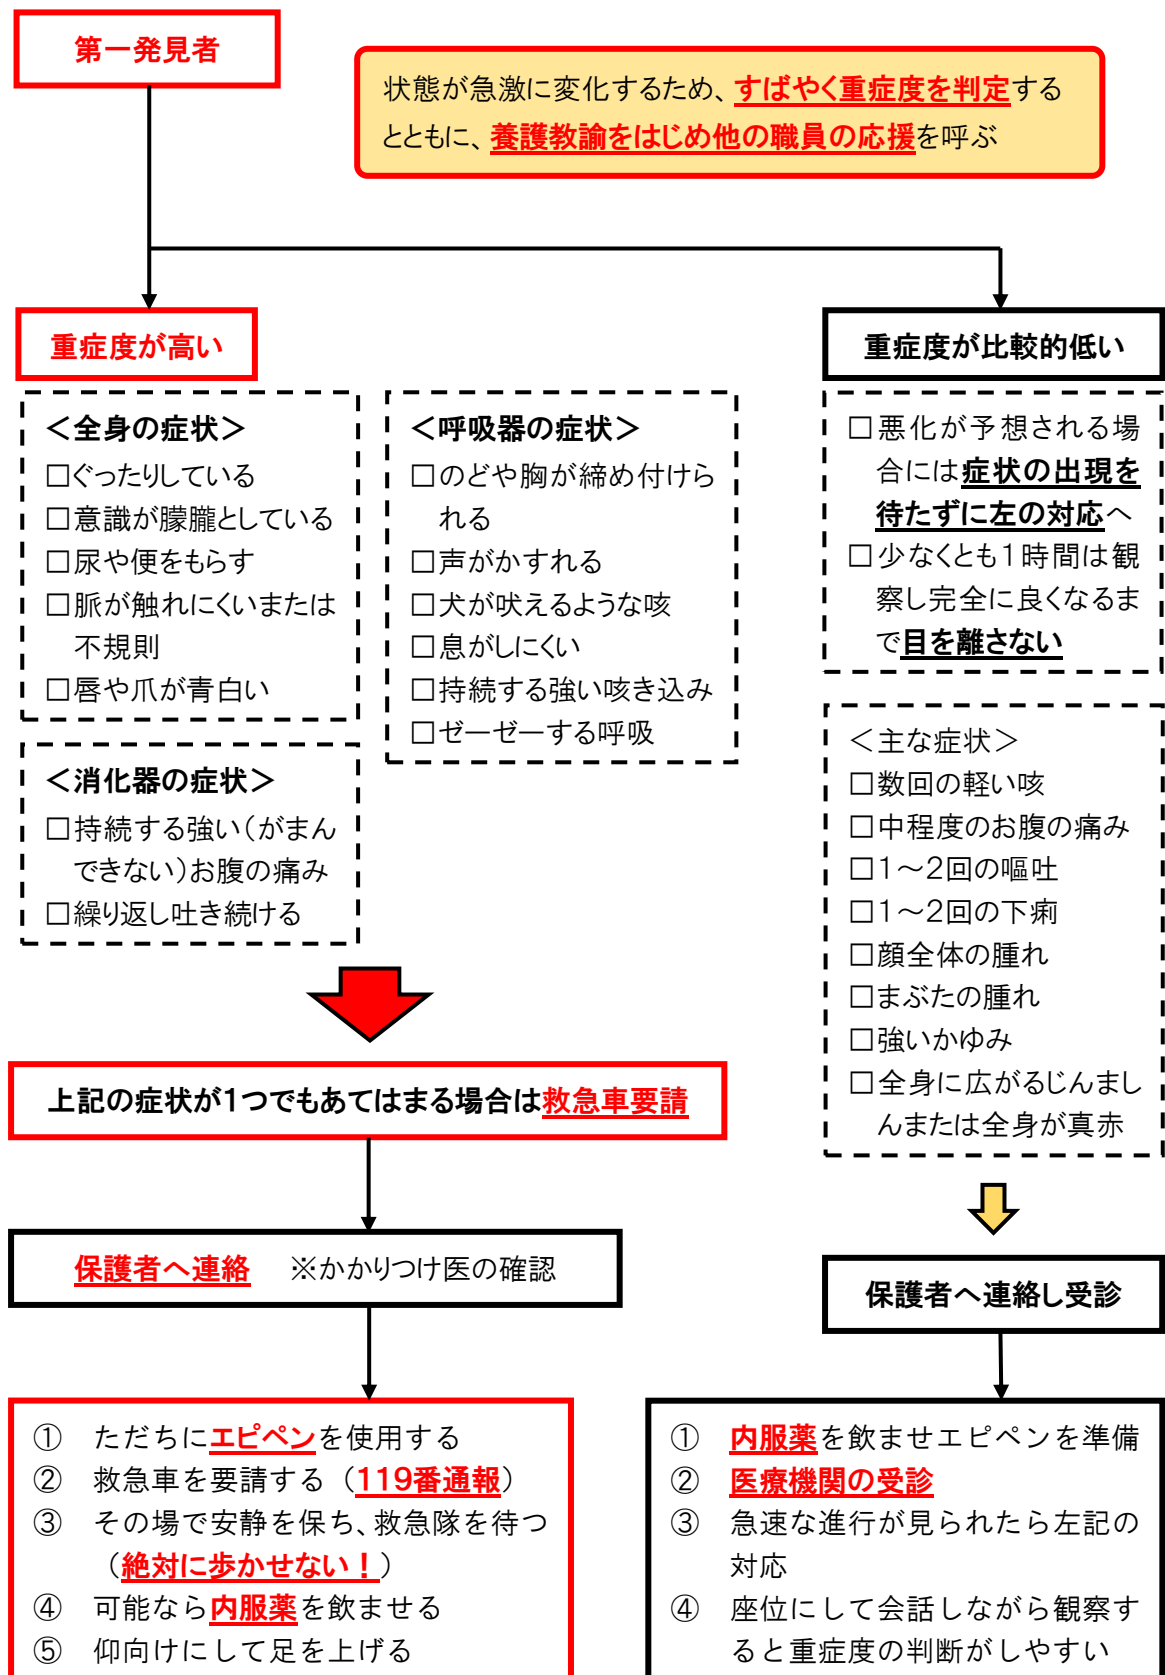 第一発見者
状態が急激に変化するため、すばやく重症度を判定する
とともに、養護教諭をはじめ他の職員の応援を呼ぶ
重症度が高い
＜全身の症状＞
□ぐったりしている
□意識が朦朧としている
□尿や便をもらす
□脈が触れにくいまたは
不規則
□唇や爪が青白い
＜消化器の症状＞
□持続する強い（がまん
できない）お腹の痛み
□繰り返し吐き続ける
＜呼吸器の症状＞
□のどや胸が締め付けら
れる
□声がかすれる
□犬が吠えるような咳
□息がしにくい
□持続する強い咳き込み
□ゼーゼーする呼吸
上記の症状が1つでもあてはまる場合は救急車要請
保護者へ連絡　※かかりつけ医の確認
①　ただちにエピペンを使用する
②　救急車を要請する（119番通報）
③　その場で安静を保ち、救急隊を待つ
（絶対に歩かせない！）
④　可能なら内服薬を飲ませる
⑤　仰向けにして足を上げる
重症度が比較的低い
□悪化が予想される場
合には症状の出現を
待たずに左の対応へ
□少なくとも1時間は観
察し完全に良くなるま
で目を離さない
＜主な症状＞
□数回の軽い咳
□中程度のお腹の痛み
□1～2回の嘔吐
□1～2回の下痢
□顔全体の腫れ
□まぶたの腫れ
□強いかゆみ
□全身に広がるじんまし
んまたは全身が真赤
保護者へ連絡し受診
①　内服薬を飲ませエピペンを準備
②　医療機関の受診
③　急速な進行が見られたら左記の
対応
④　座位にして会話しながら観察す
ると重症度の判断がしやすい